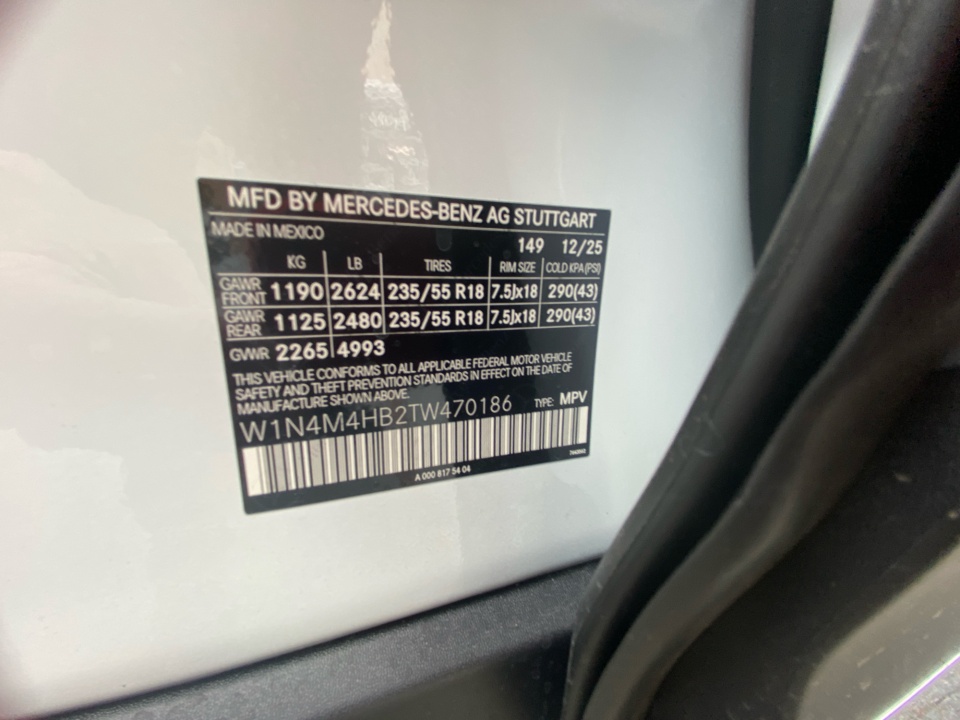 MFD BY MERCEDES-BENZ AG STUTTGART
MADE IN MEXICO
149 12/25
KG LB TIRES RIM SIZE COLD KPA (PSI)
GAWR FRONT 1190 2624 235/55 R18 7.5Jx18 290(43)
GAWR REAR 1125 2480 235/55 R18 7.5Jx18 290(43)
GVWR 2265 4993
THIS VEHICLE CONFORMS TO ALL APPLICABLE FEDERAL MOTOR VEHICLE
SAFETY AND THEFT PREVENTION STANDARDS IN EFFECT ON THE DATE OF
MANUFACTURE SHOWN ABOVE.
W1N4M4HB2TW470186 TYPE: MPV
A 000 817 54 04